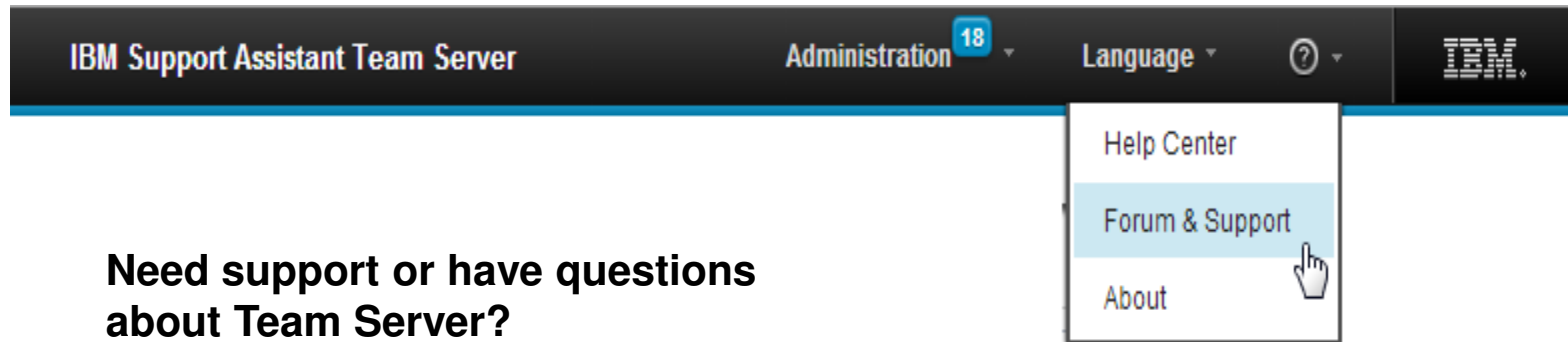 IBM Support Assistant Team Server Administration 18 Language ? IBM.
Help Center
Forum & Support
About
Need support or have questions
about Team Server?